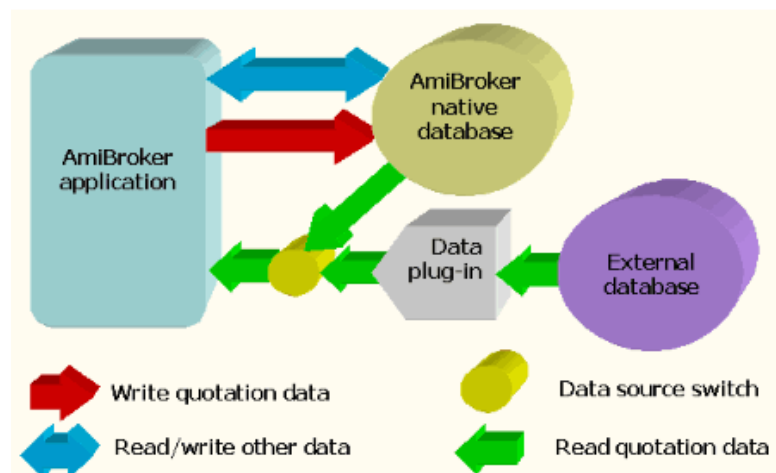 AmiBroker
application
AmiBroker
native
database
Data
plug-in
External
database
Write quotation data
Data source switch
Read/write other data
Read quotation data